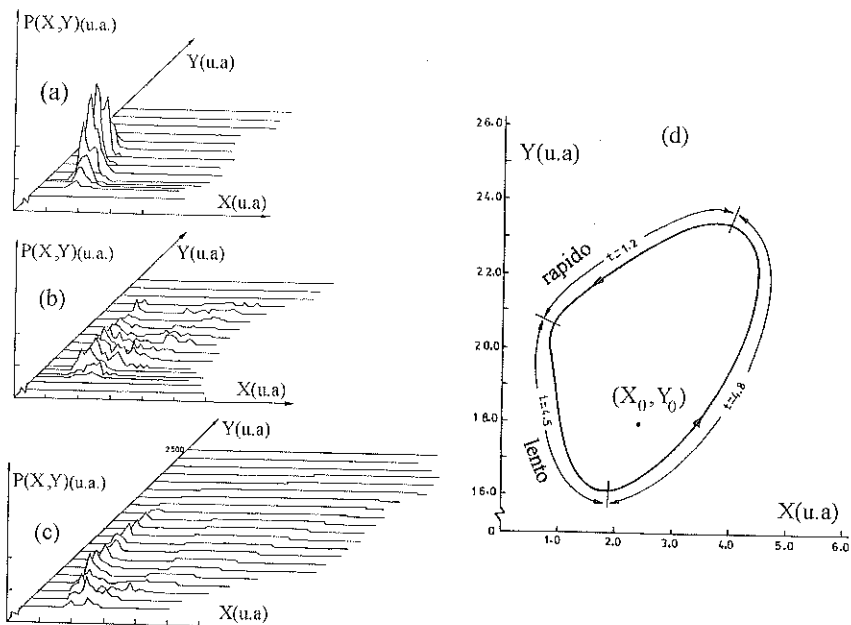 P(X,Y)(u.a.)
Y(u.a)
(a)
X(u.a)
P(X,Y)(u.a.)
Y(u.a)
(b)
X(u.a)
2500
Y(u.a)
P(X,Y)(u.a.)
(c)
X(u.a)
(d)
26.0
Y(u.a)
24.0
22.0
20.0
18.0
16.0
0
rapido
t=1.2
t=4.5
lento
t=4.8
(X0,Y0)
X(u.a)
1.0 2.0 3.0 4.0 5.0 6.0